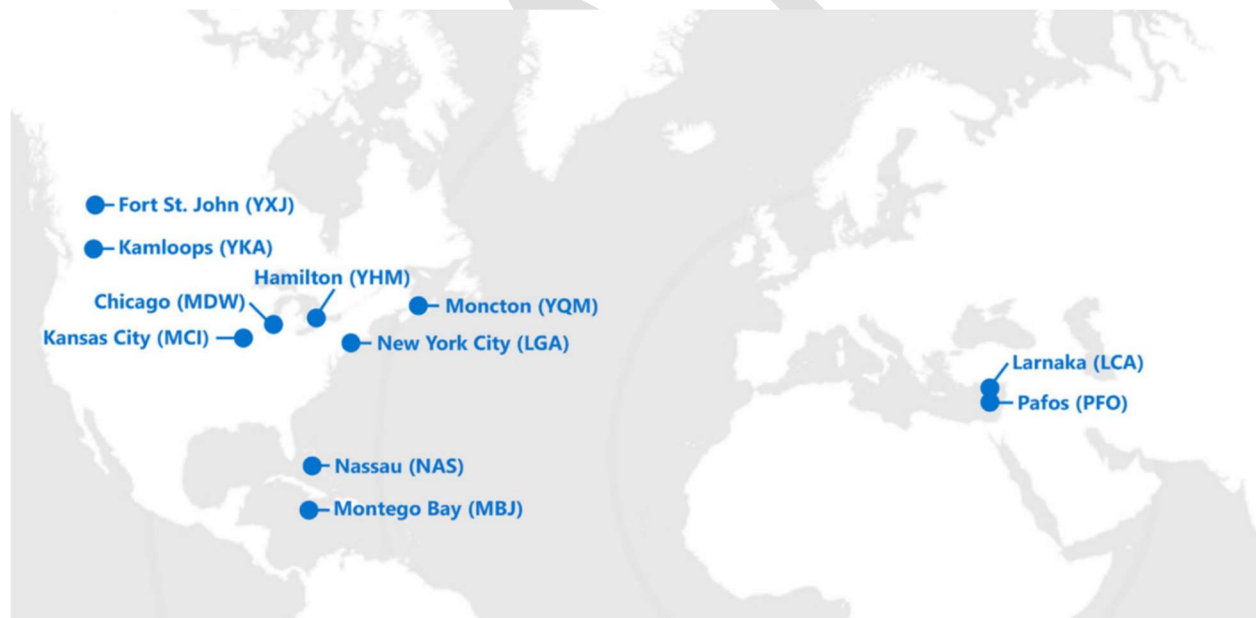 Fort St. John (YXJ)
Kamloops (YKA)
Hamilton (YHM)
Chicago (MDW)
Moncton (YQM)
Kansas City (MCI)
New York City (LGA)
Larnaka (LCA)
Pafos (PFO)
Nassau (NAS)
Montego Bay (MBJ)